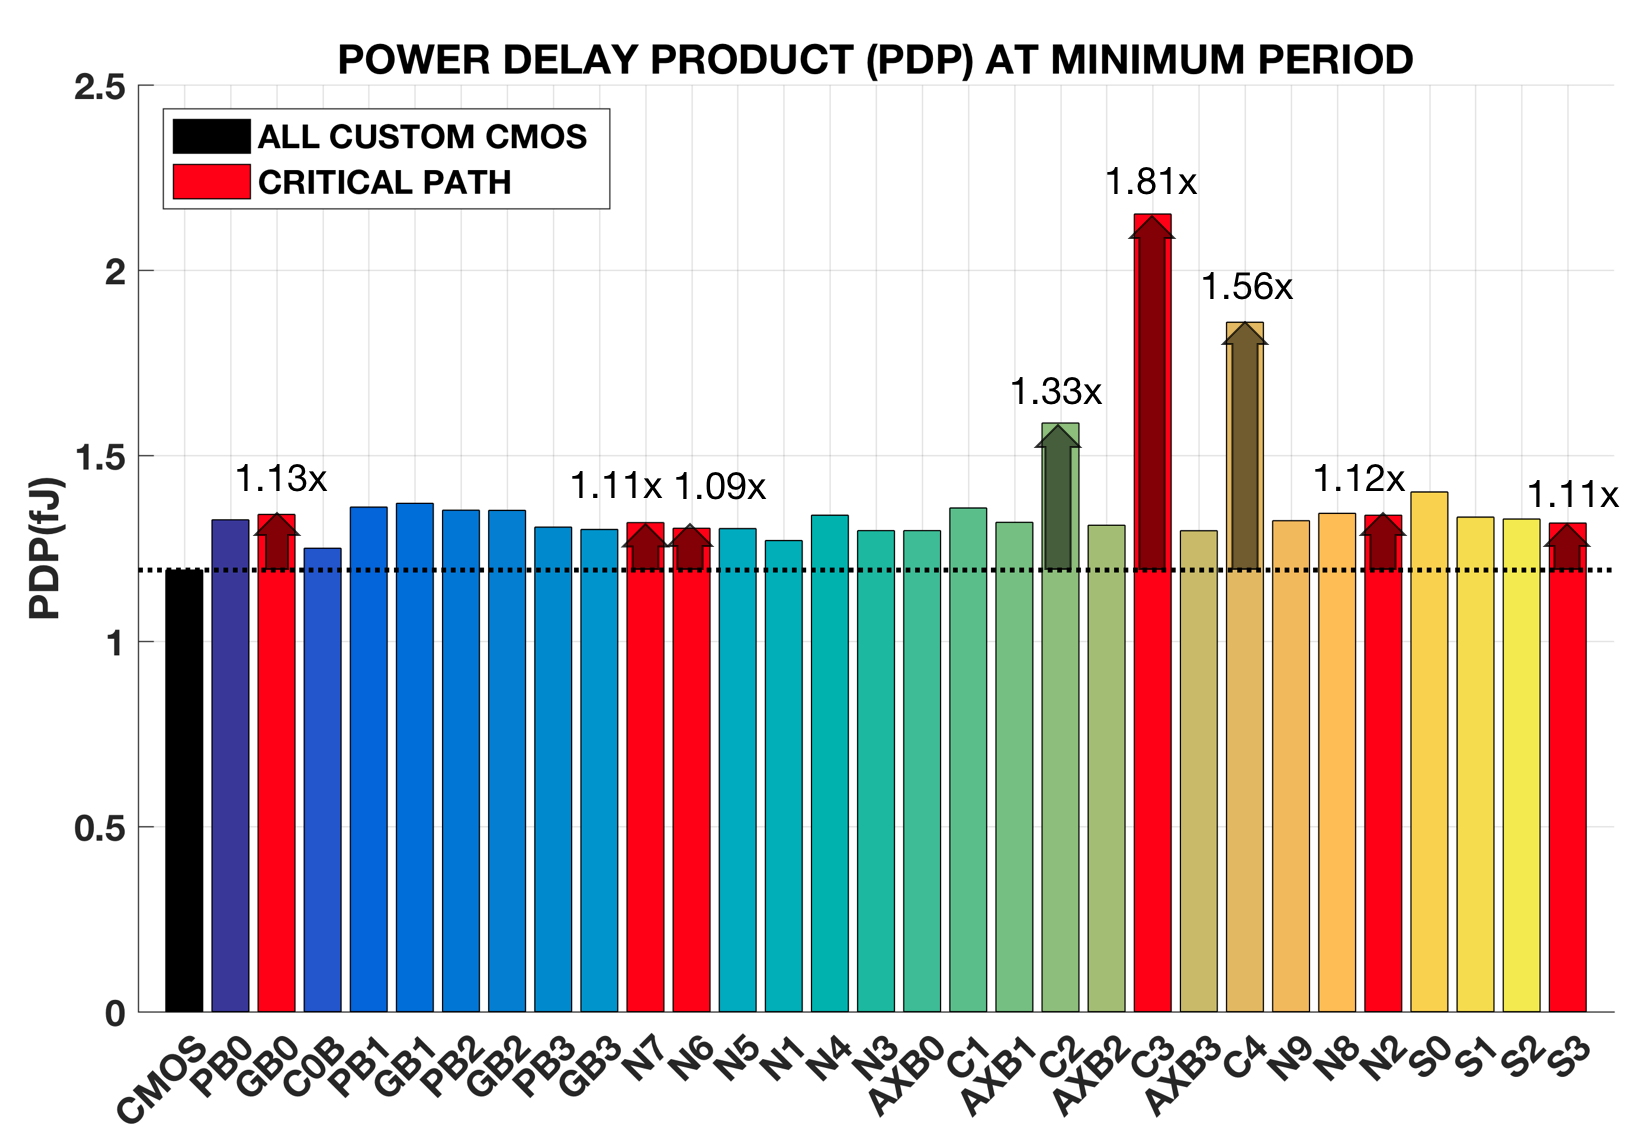 POWER DELAY PRODUCT (PDP) AT MINIMUM PERIOD
2.5
2
1.5
1
0.5
0
PDP(fJ)
ALL CUSTOM CMOS
CRITICAL PATH
1.13x
1.11x
1.09x
1.33x
1.81x
1.56x
1.12x
1.11x
CMOS
PB0
GB0
C0B
PB1
GB1
PB2
GB2
PB3
GB3
N7
N6
N5
N1
N4
N3
AXB0
C1
AXB1
C2
AXB2
C3
AXB3
C4
N9
N8
N2
S0
S1
S2
S3